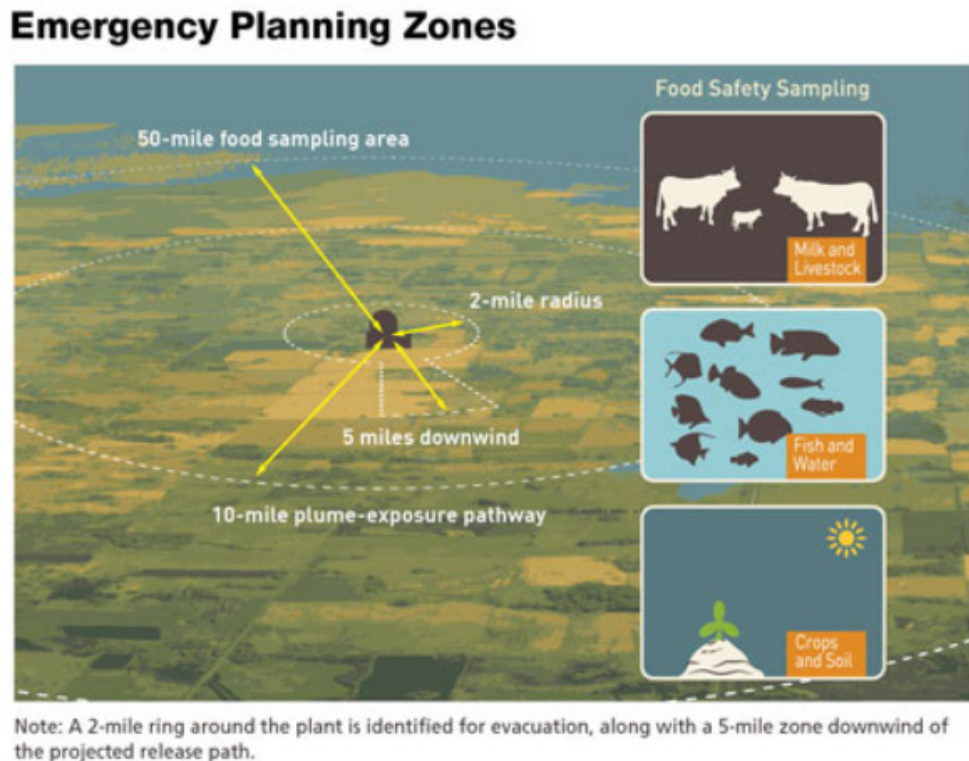 Emergency Planning Zones
Food Safety Sampling
50-mile food sampling area
Milk and
Livestock
2-mile radius
5 miles downwind
Fish and
Water
10-mile plume-exposure pathway
Crops
and Soil
Note: A 2-mile ring around the plant is identified for evacuation, along with a 5-mile zone downwind of
the projected release path.